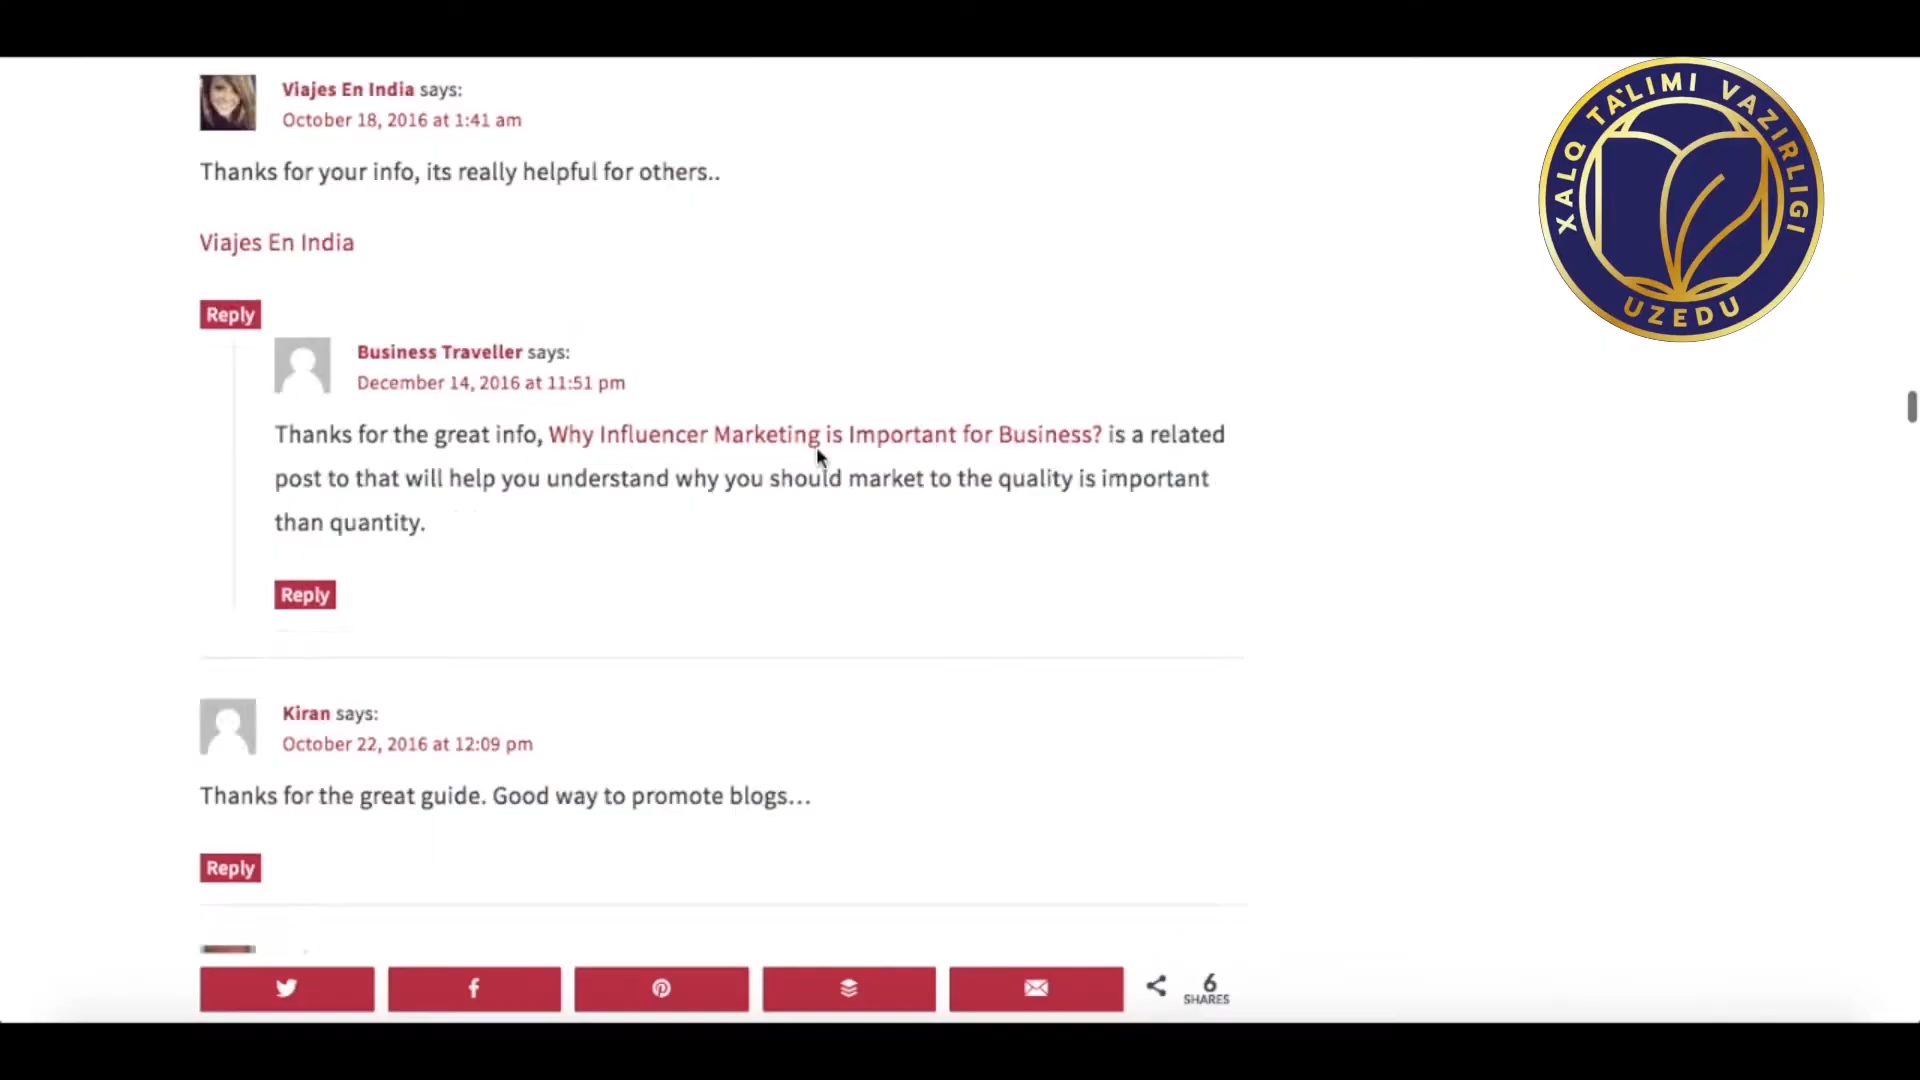 Viajes En India says:
October 18, 2016 at 1:41 am
Thanks for your info, its really helpful for others..
Viajes En India
Reply
Business Traveller says:
December 14, 2016 at 11:51 pm
Thanks for the great info, Why Influencer Marketing is Important for Business? is a related
post to that will help you understand why you should market to the quality is important
than quantity.
Reply
Kiran says:
October 22, 2016 at 12:09 pm
Thanks for the great guide. Good way to promote blogs...
Reply
6
SHARES
XALQ TA'LIMI VAZIRLIGI
UZEDU